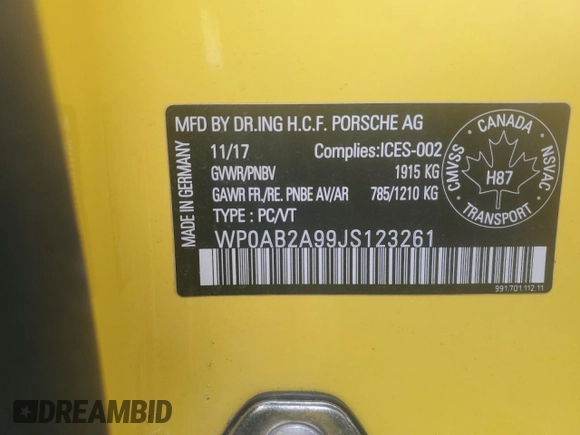 MADE IN GERMANY
MFD BY DR.ING H.C.F. PORSCHE AG
11/17 Complies:ICES-002
GVWR/PNBV 1915 KG
GAWR FR./RE. PNBE AV/AR 785/1210 KG
TYPE : PC/VT
WP0AB2A99JS123261
CANADA
CMVSS NSVAC
H87
TRANSPORT
991.701.112.11
DREAMBID